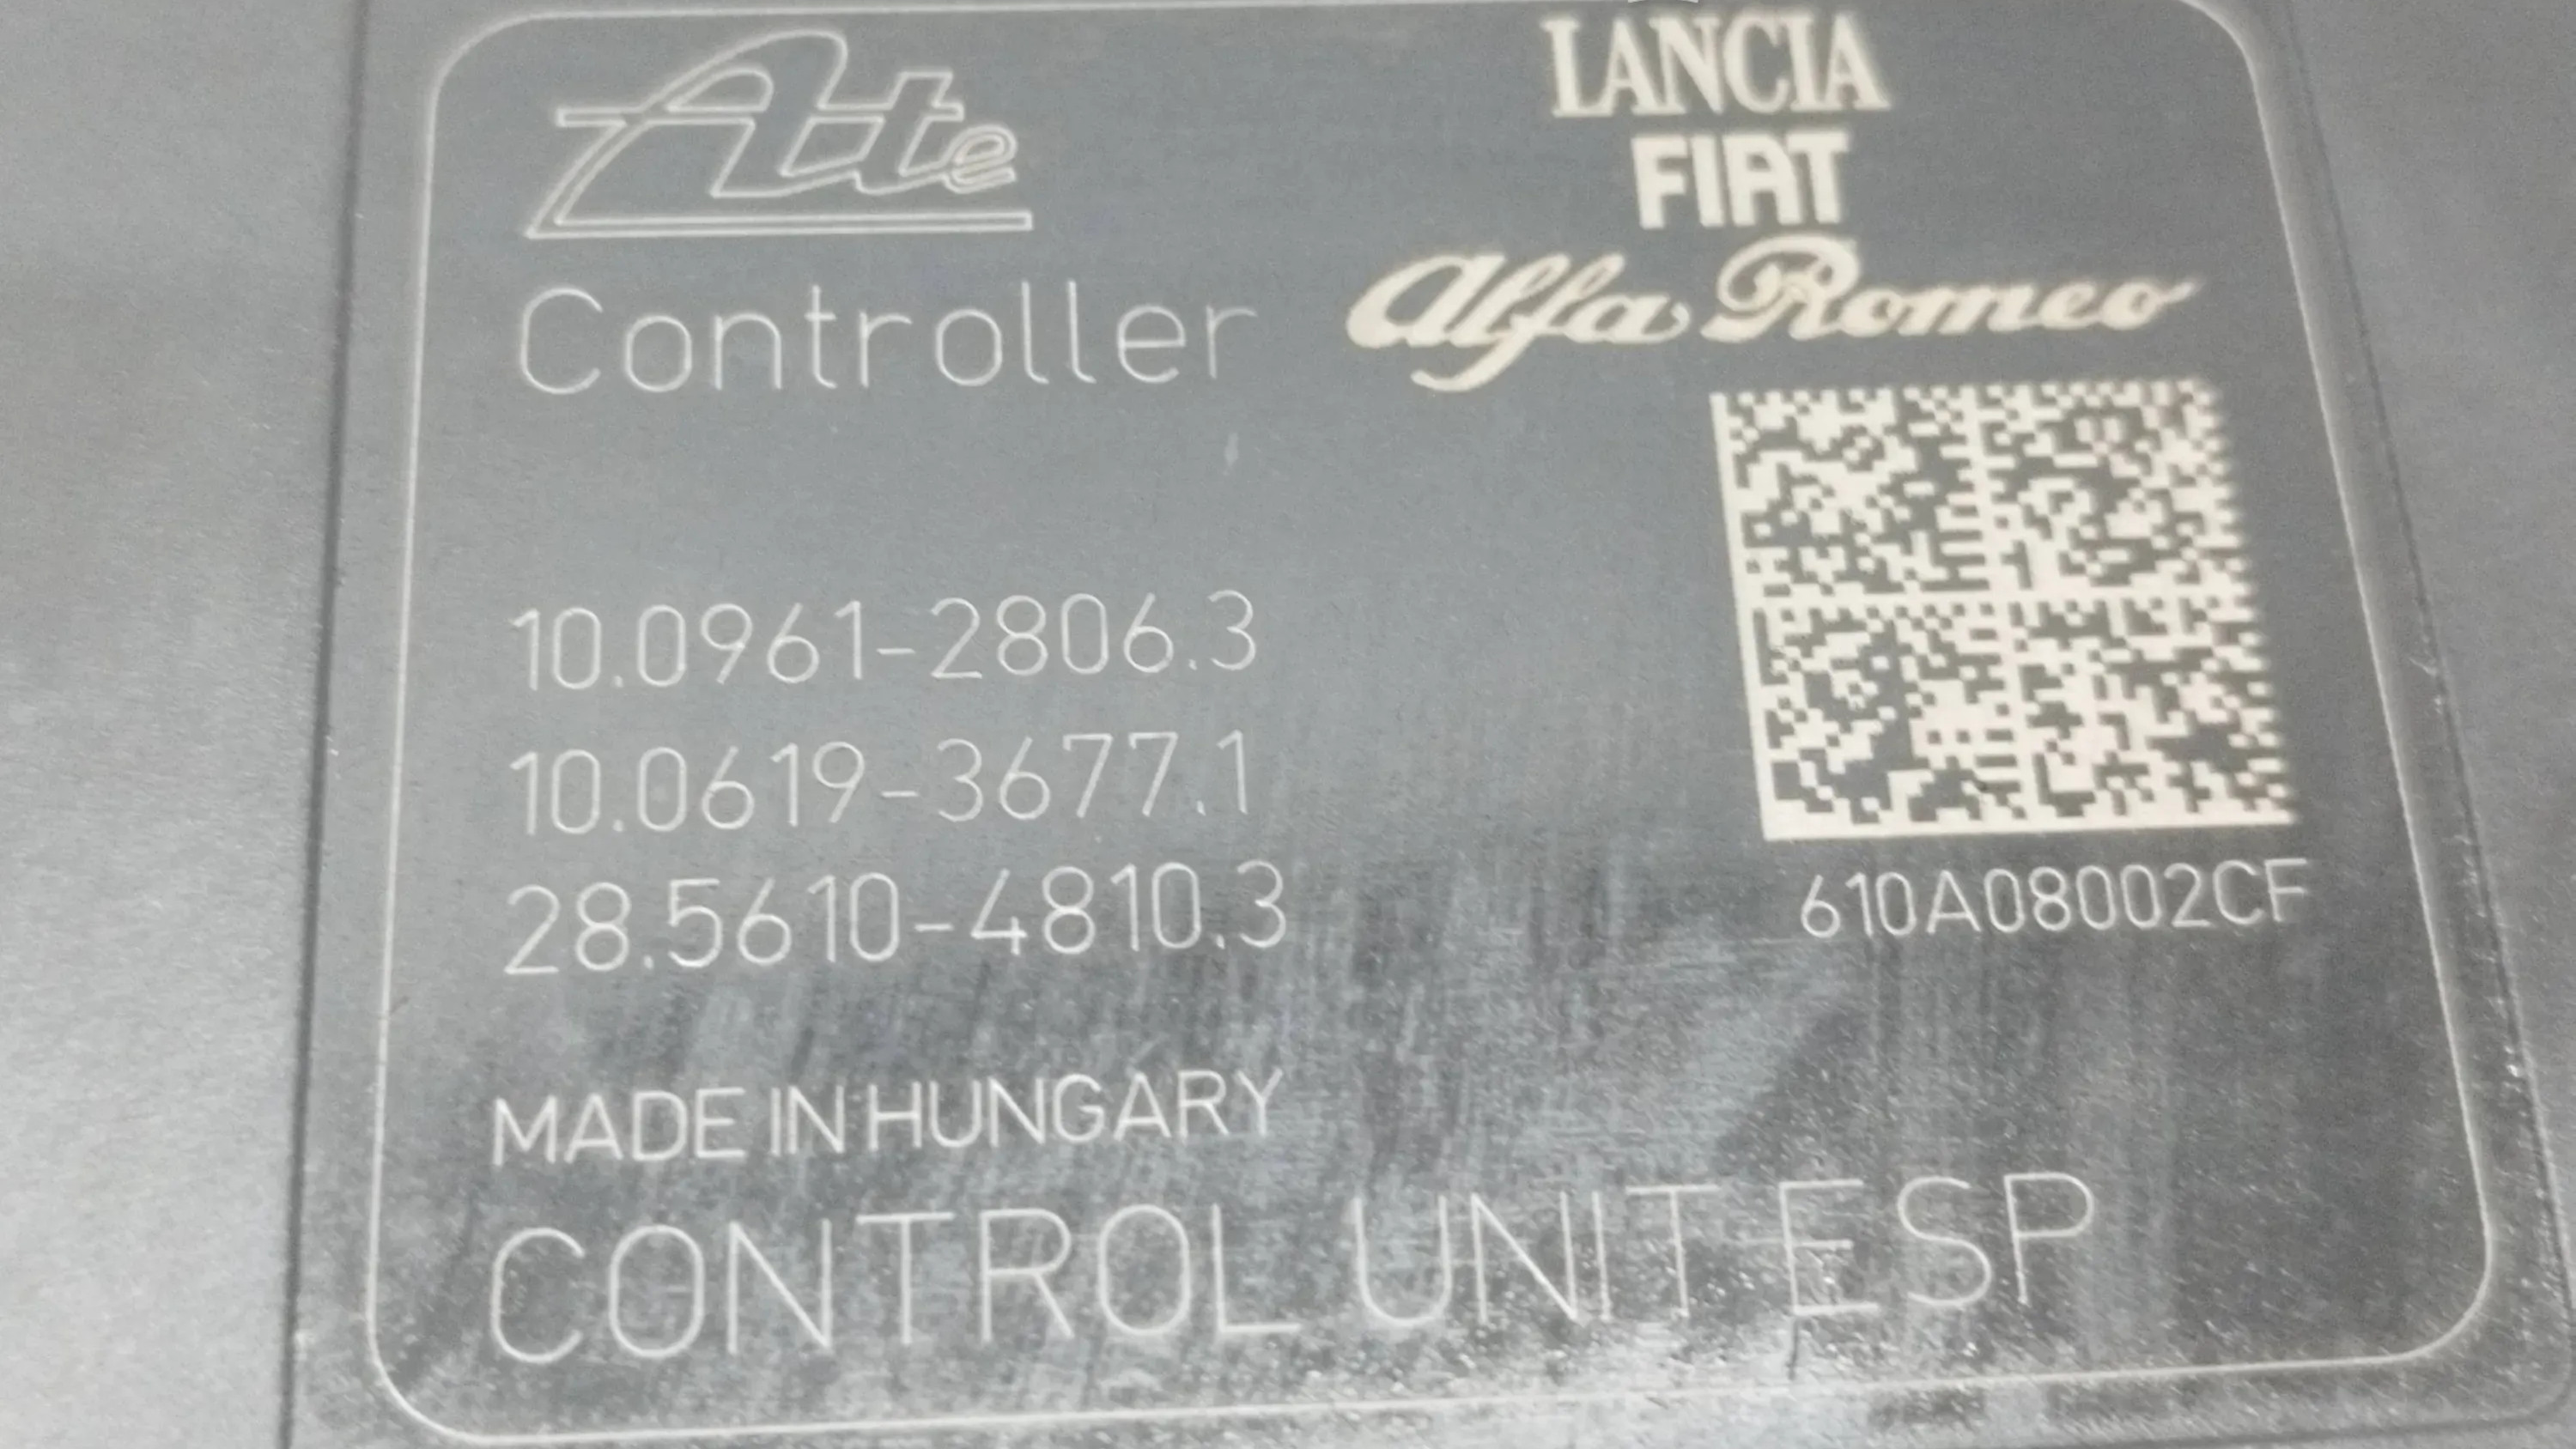 Ate
LANCIA
FIAT
Alfa Romeo
Controller
10.0961-2806.3
10.0619-3677.1
28.5610-4810.3
610A08002CF
MADE IN HUNGARY
CONTROL UNIT ESP